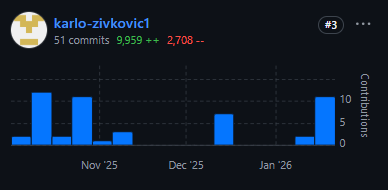 karlo-zivkovic1
#3
51 commits 9,959 ++ 2,708 --
10
5
0
Contributions
Nov '25 Dec '25 Jan '26